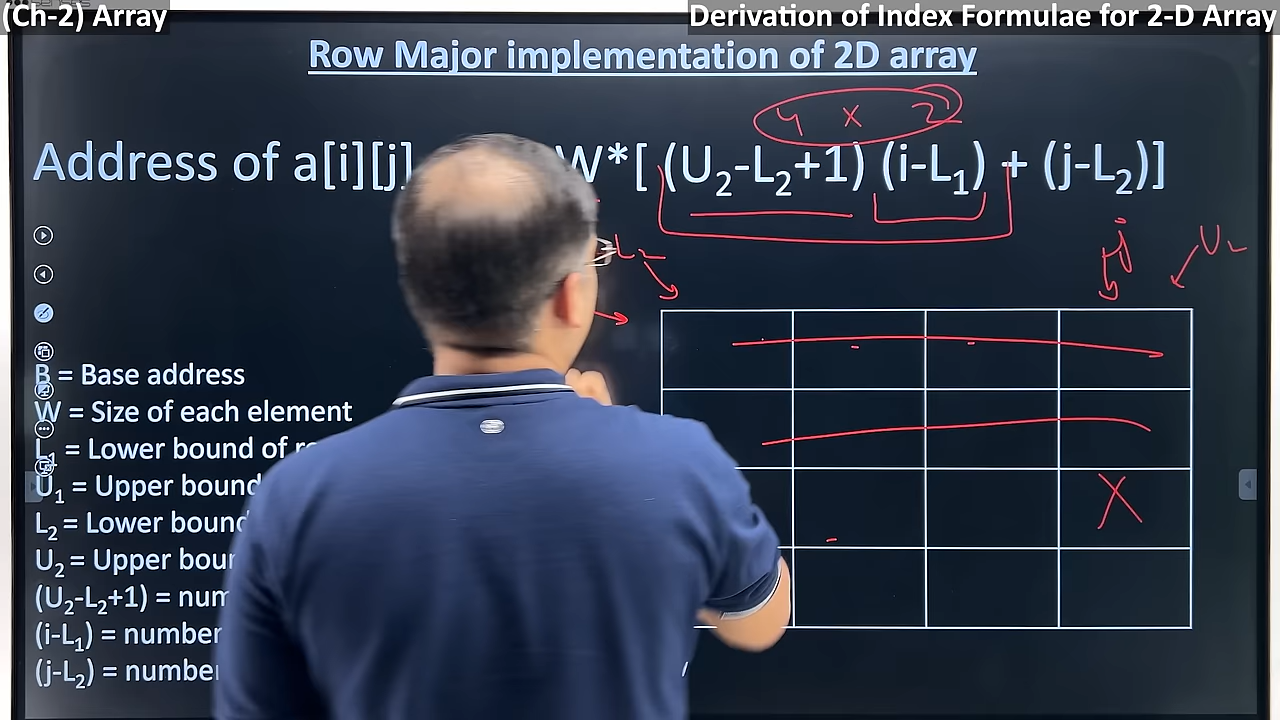 (Ch-2) Array
Derivation of Index Formulae for 2-D Array
Row Major implementation of 2D array
4 x 2
Address of a[i][j] W*[ (U2-L2+1) (i-L1) + (j-L2)]
L2
j
U2
B = Base address
W = Size of each element
L1 = Lower bound of
U1 = Upper bound
L2 = Lower bound
U2 = Upper
(U2-L2+1) =
(i-L1) = number
(j-L2) = number
X